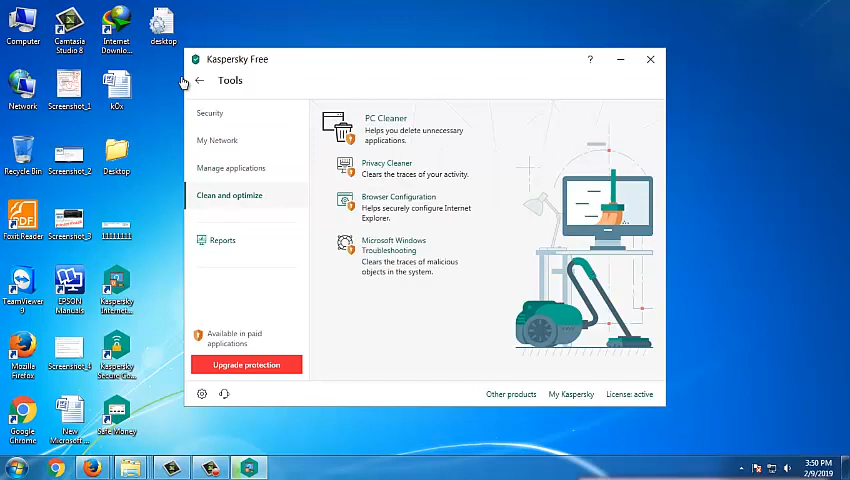 Computer
Camtasia
Studio 8
Internet
Downlo...
desktop
Network
Screenshot_1
kOx
Recycle Bin
Screenshot_2
Desktop
Foxit Reader
Screenshot_3
TeamViewer
9
EPSON
Manuals
Kaspersky
Internet...
Mozilla
Firefox
Screenshot_4
Kaspersky
Secure Co...
Google
Chrome
New
Microsoft ...
Safe Money
Kaspersky Free
?
Tools
Security
My Network
Manage applications
Clean and optimize
Reports
Available in paid
applications
Upgrade protection
PC Cleaner
Helps you delete unnecessary
applications.
Privacy Cleaner
Clears the traces of your activity.
Browser Configuration
Helps securely configure Internet
Explorer.
Microsoft Windows
Troubleshooting
Clears the traces of malicious
objects in the system.
Other products
My Kaspersky
License: active
3:50 PM
2/9/2019